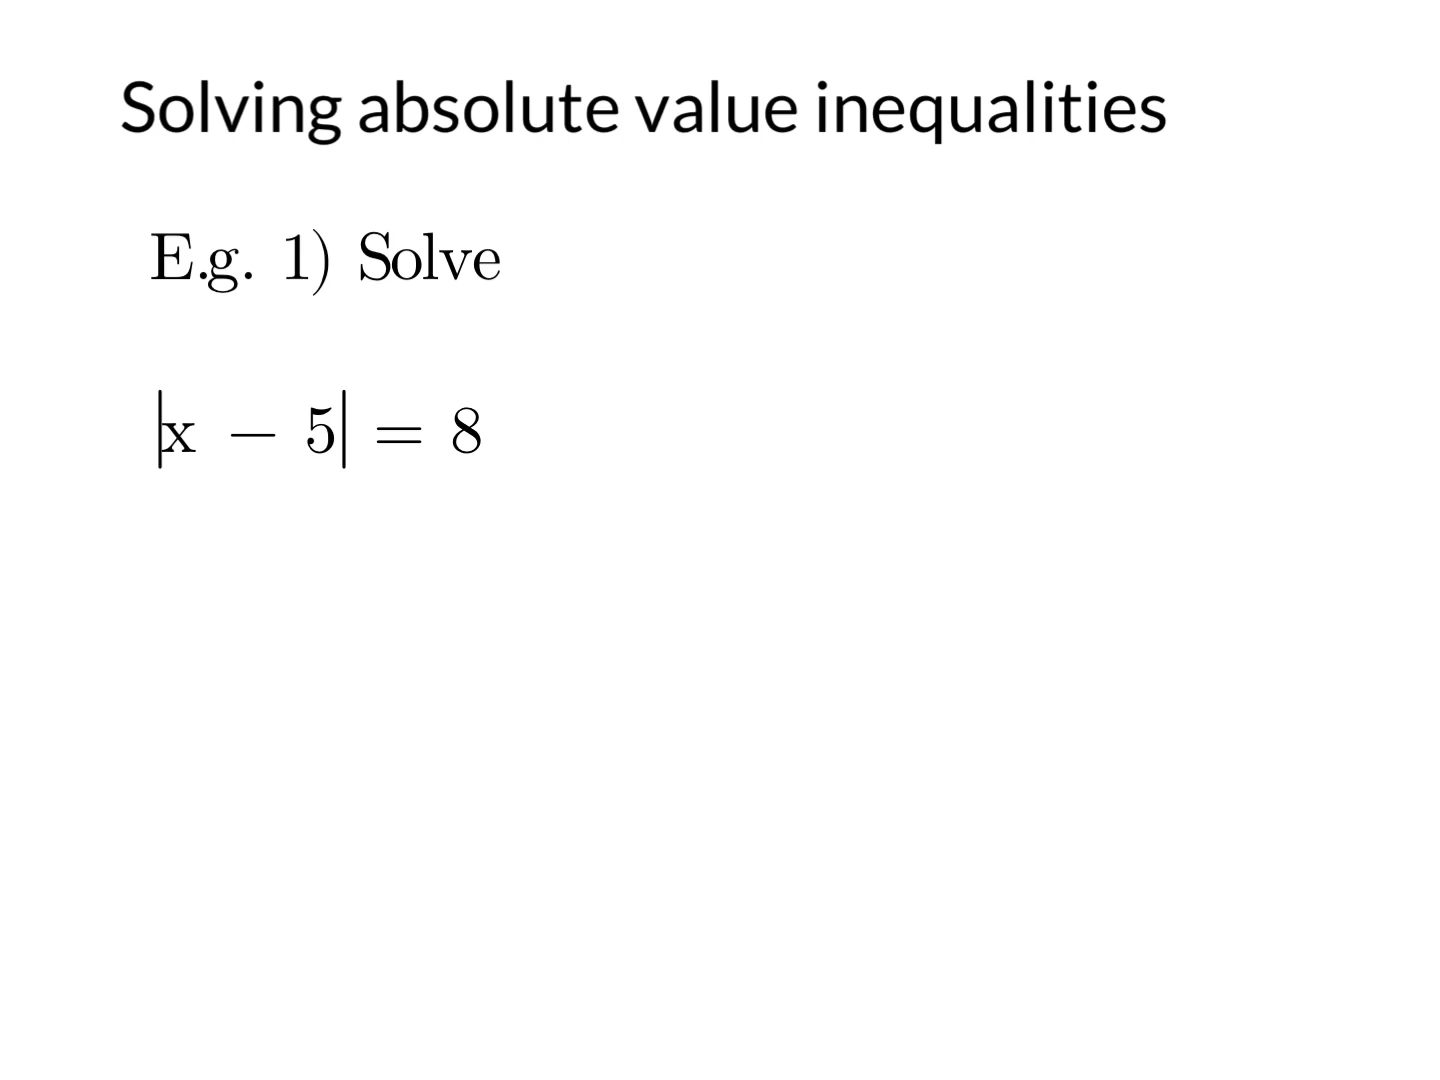 Solving absolute value inequalities
E.g. 1) Solve
|x − 5| = 8